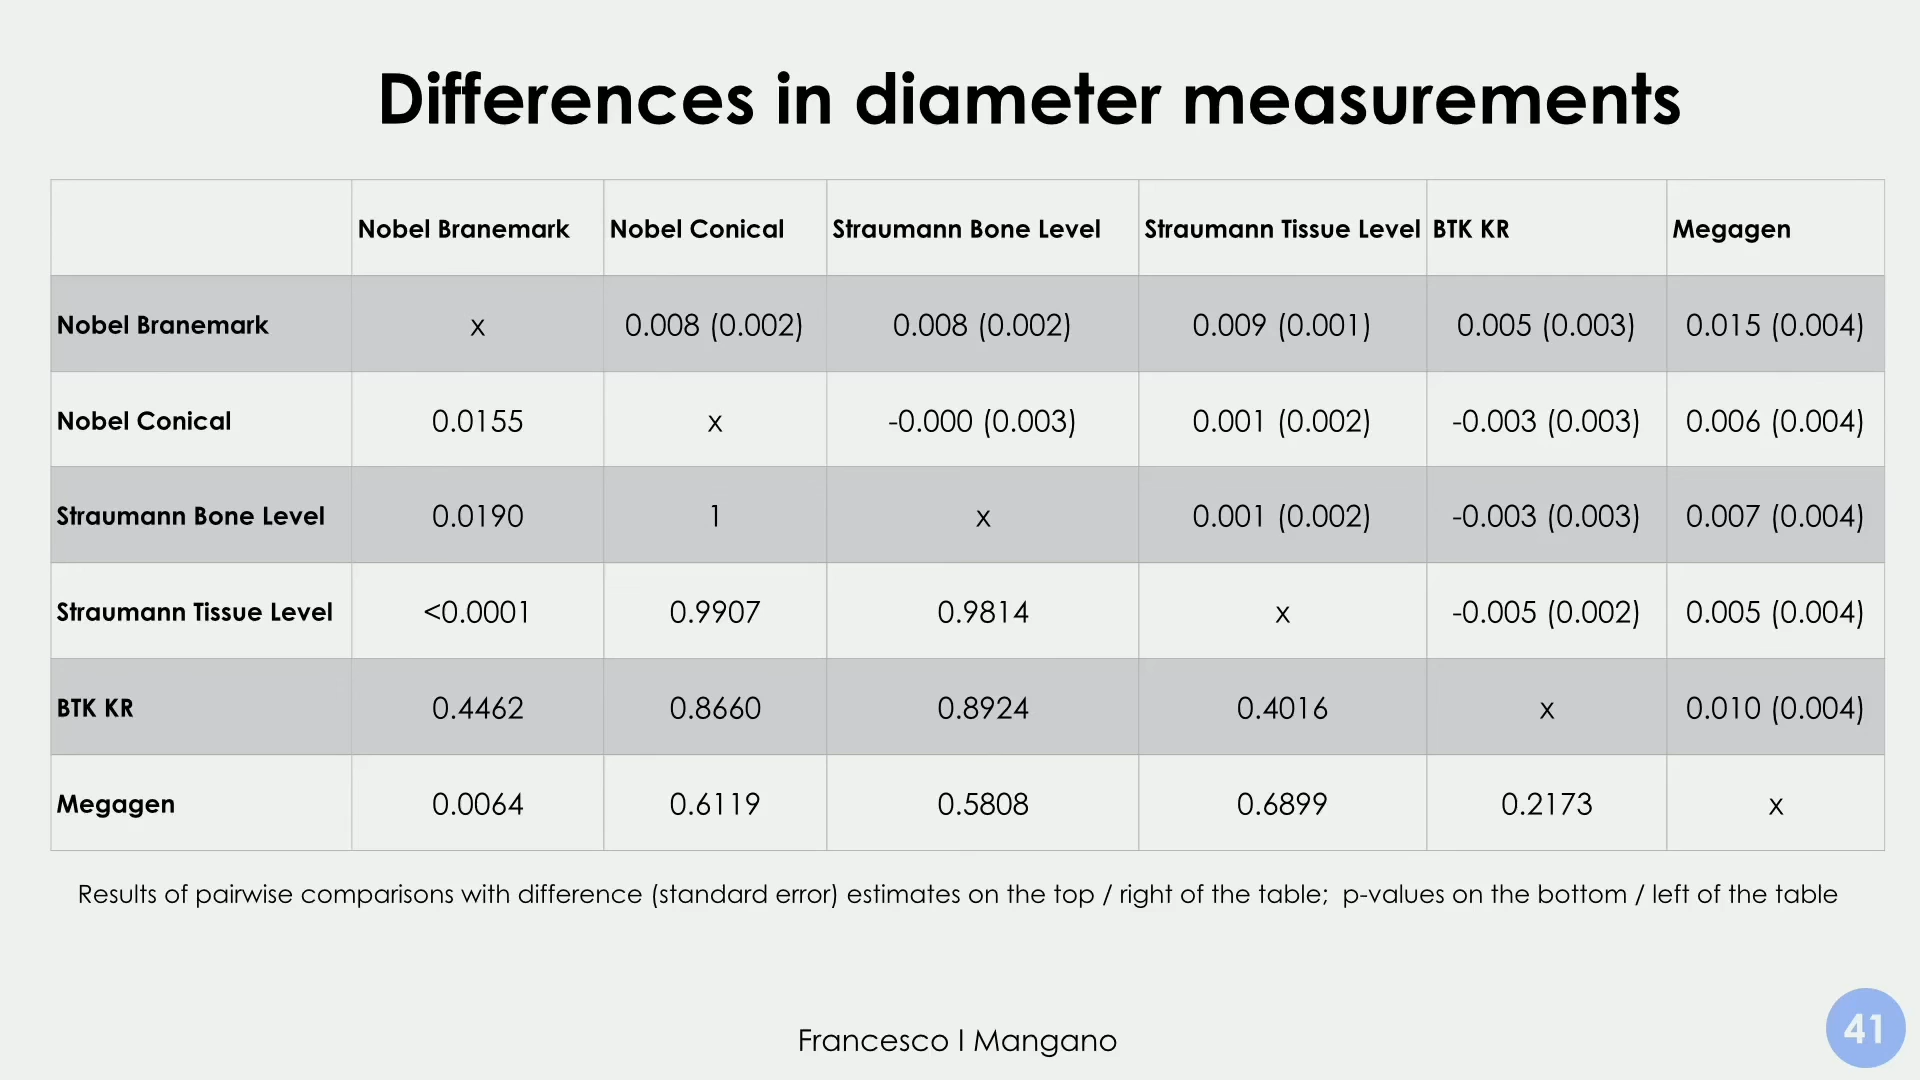 Differences in diameter measurements
Nobel Branemark Nobel Conical Straumann Bone Level Straumann Tissue Level BTK KR Megagen
Nobel Branemark x 0.008 (0.002) 0.008 (0.002) 0.009 (0.001) 0.005 (0.003) 0.015 (0.004)
Nobel Conical 0.0155 x -0.000 (0.003) 0.001 (0.002) -0.003 (0.003) 0.006 (0.004)
Straumann Bone Level 0.0190 1 x 0.001 (0.002) -0.003 (0.003) 0.007 (0.004)
Straumann Tissue Level <0.0001 0.9907 0.9814 x -0.005 (0.002) 0.005 (0.004)
BTK KR 0.4462 0.8660 0.8924 0.4016 x 0.010 (0.004)
Megagen 0.0064 0.6119 0.5808 0.6899 0.2173 x
Results of pairwise comparisons with difference (standard error) estimates on the top / right of the table; p-values on the bottom / left of the table
Francesco I Mangano
41